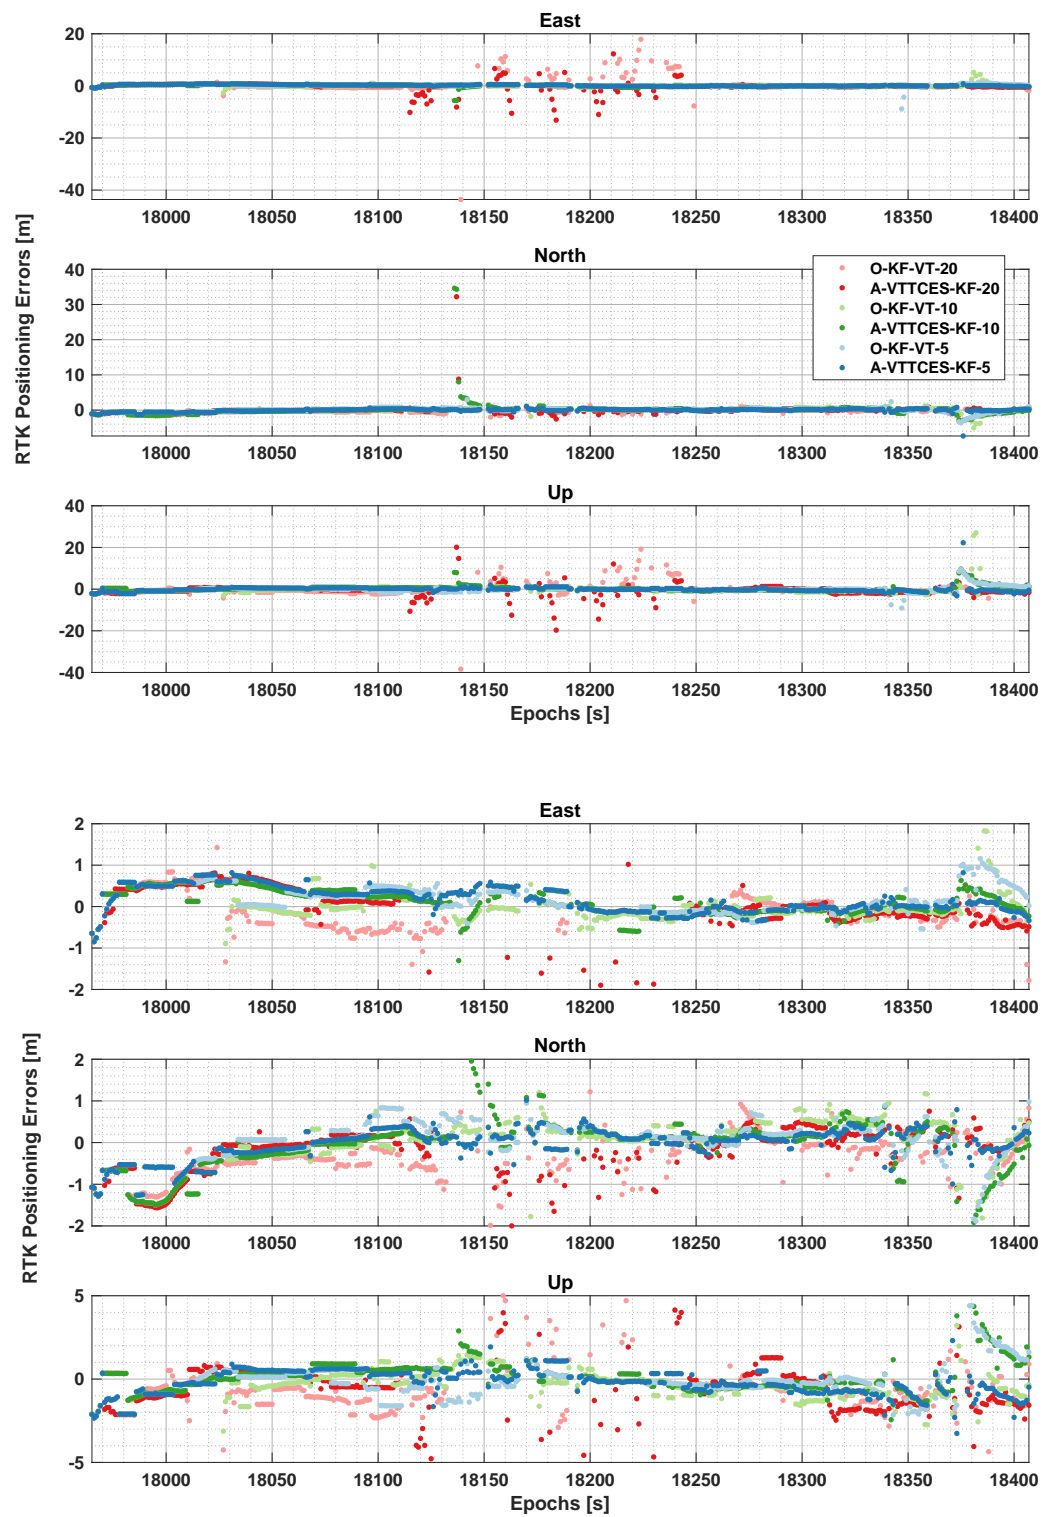 East
20
0
-20
-40
18000 18050 18100 18150 18200 18250 18300 18350 18400
RTK Positioning Errors [m]
North
40
30
20
10
0
18000 18050 18100 18150 18200 18250 18300 18350 18400
O-KF-VT-20
A-VTTCES-KF-20
O-KF-VT-10
A-VTTCES-KF-10
O-KF-VT-5
A-VTTCES-KF-5
Up
40
20
0
-20
-40
18000 18050 18100 18150 18200 18250 18300 18350 18400
Epochs [s]
East
2
1
0
-1
-2
18000 18050 18100 18150 18200 18250 18300 18350 18400
RTK Positioning Errors [m]
North
2
1
0
-1
-2
18000 18050 18100 18150 18200 18250 18300 18350 18400
Up
5
0
-5
18000 18050 18100 18150 18200 18250 18300 18350 18400
Epochs [s]